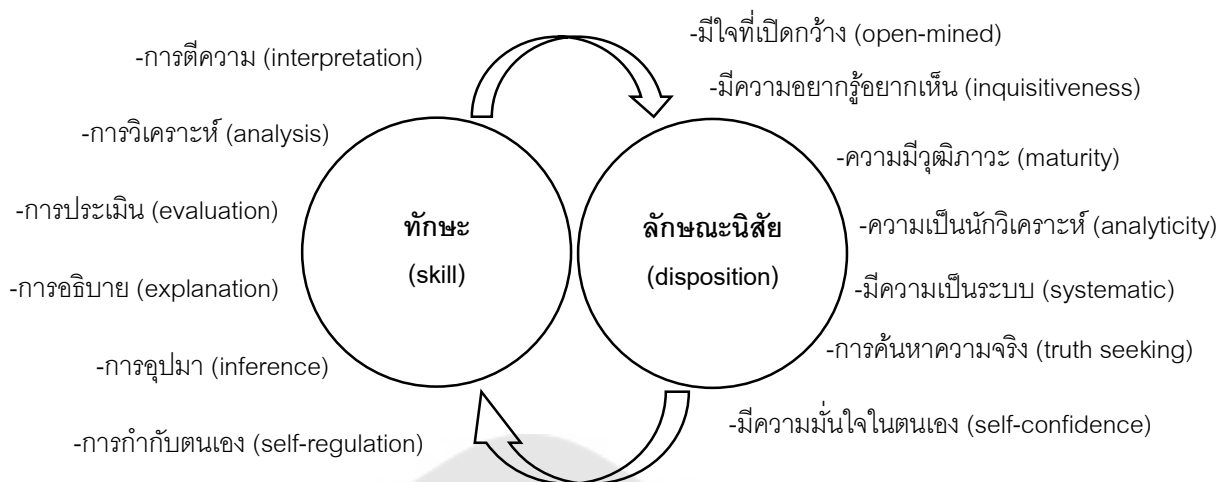 -การตีความ (interpretation)
-การวิเคราะห์ (analysis)
-การประเมิน (evaluation)
-การอธิบาย (explanation)
-การอุปมา (inference)
-การกำกับตนเอง (self-regulation)
ทักษะ
(skill)
ลักษณะนิสัย
(disposition)
-มีใจที่เปิดกว้าง (open-mined)
-มีความอยากรู้อยากเห็น (inquisitiveness)
-ความมีวุฒิภาวะ (maturity)
-ความเป็นนักวิเคราะห์ (analyticity)
-มีความเป็นระบบ (systematic)
-การค้นหาความจริง (truth seeking)
-มีความมั่นใจในตนเอง (self-confidence)